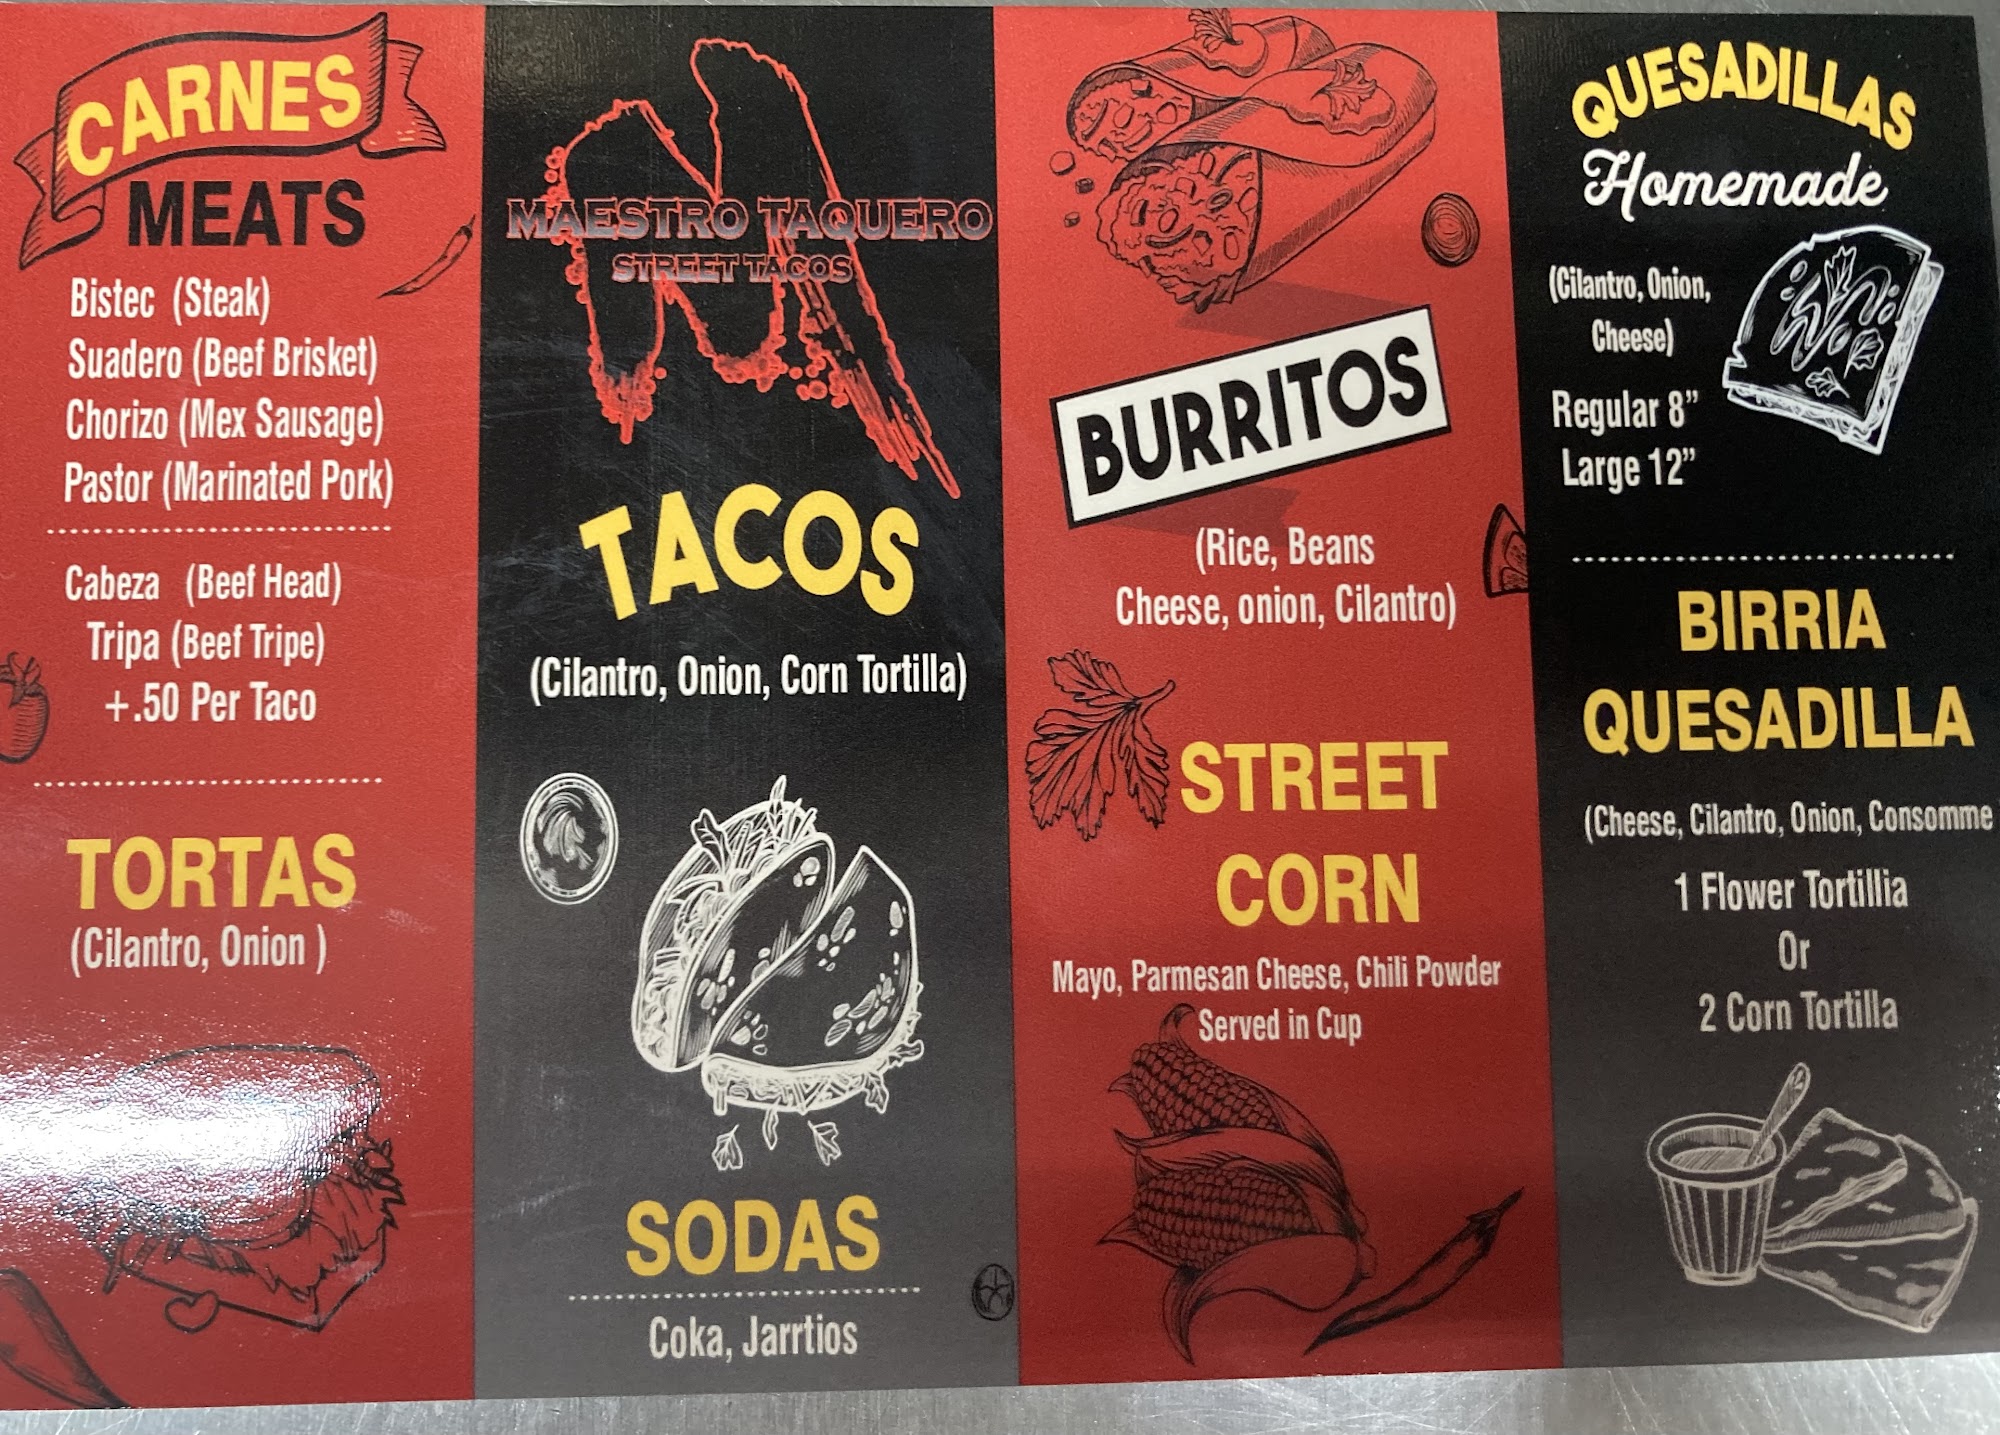 CARNES
MEATS
Bistec (Steak)
Suadero (Beef Brisket)
Chorizo (Mex Sausage)
Pastor (Marinated Pork)
Cabeza (Beef Head)
Tripa (Beef Tripe)
+.50 Per Taco
TORTAS
(Cilantro, Onion )
MAESTRO TAQUERO
STREET TACOS
TACOS
(Cilantro, Onion, Corn Tortilla)
SODAS
Coka, Jarrtios
BURRITOS
(Rice, Beans
Cheese, onion, Cilantro)
STREET
CORN
Mayo, Parmesan Cheese, Chili Powder
Served in Cup
QUESADILLAS
Homemade
(Cilantro, Onion,
Cheese)
Regular 8”
Large 12”
BIRRIA
QUESADILLA
(Cheese, Cilantro, Onion, Consomme
1 Flower Tortillia
Or
2 Corn Tortilla